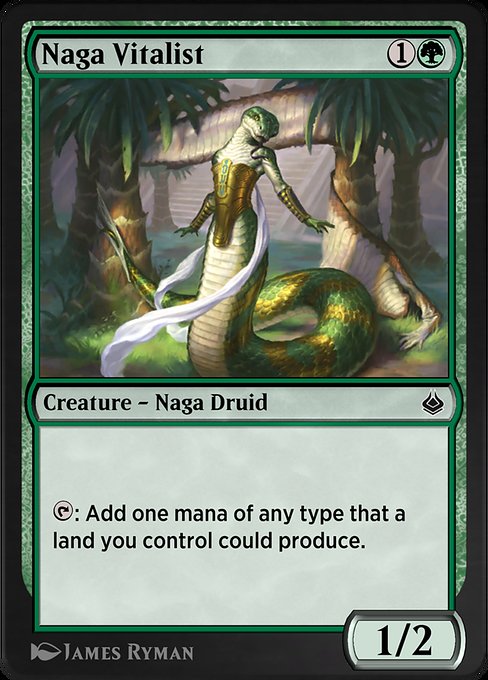 Naga Vitalist 1
Creature – Naga Druid
: Add one mana of any type that a
land you control could produce.
1/2
James Ryman